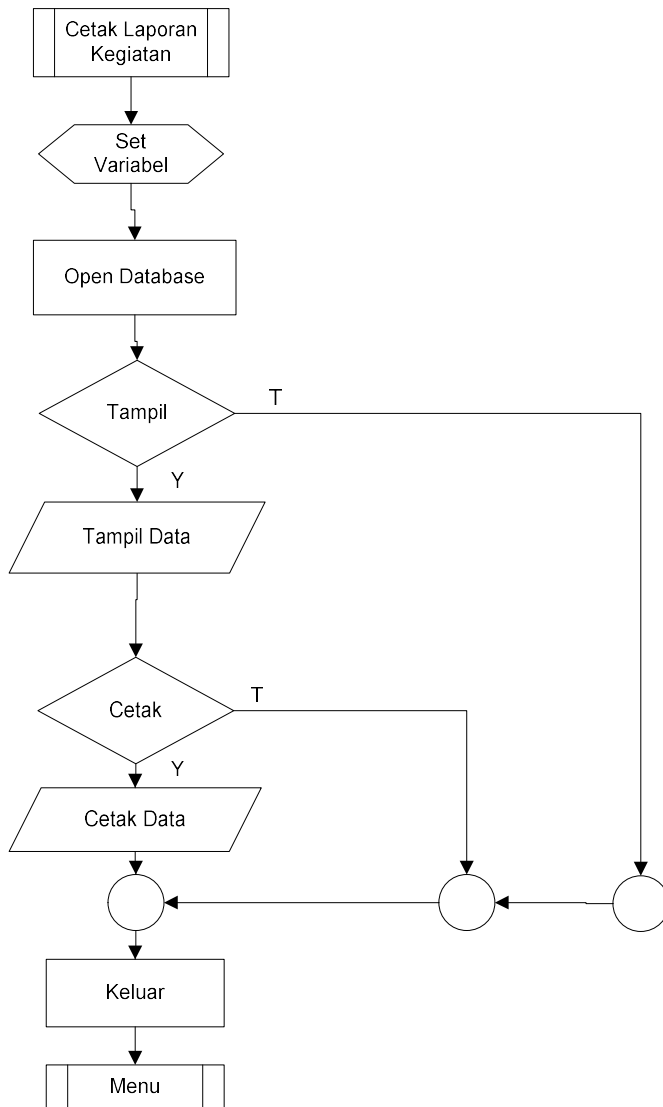 Cetak Laporan
Kegiatan
Set
Variabel
Open Database
Tampil
T
Y
Tampil Data
Cetak
T
Y
Cetak Data
Keluar
Menu